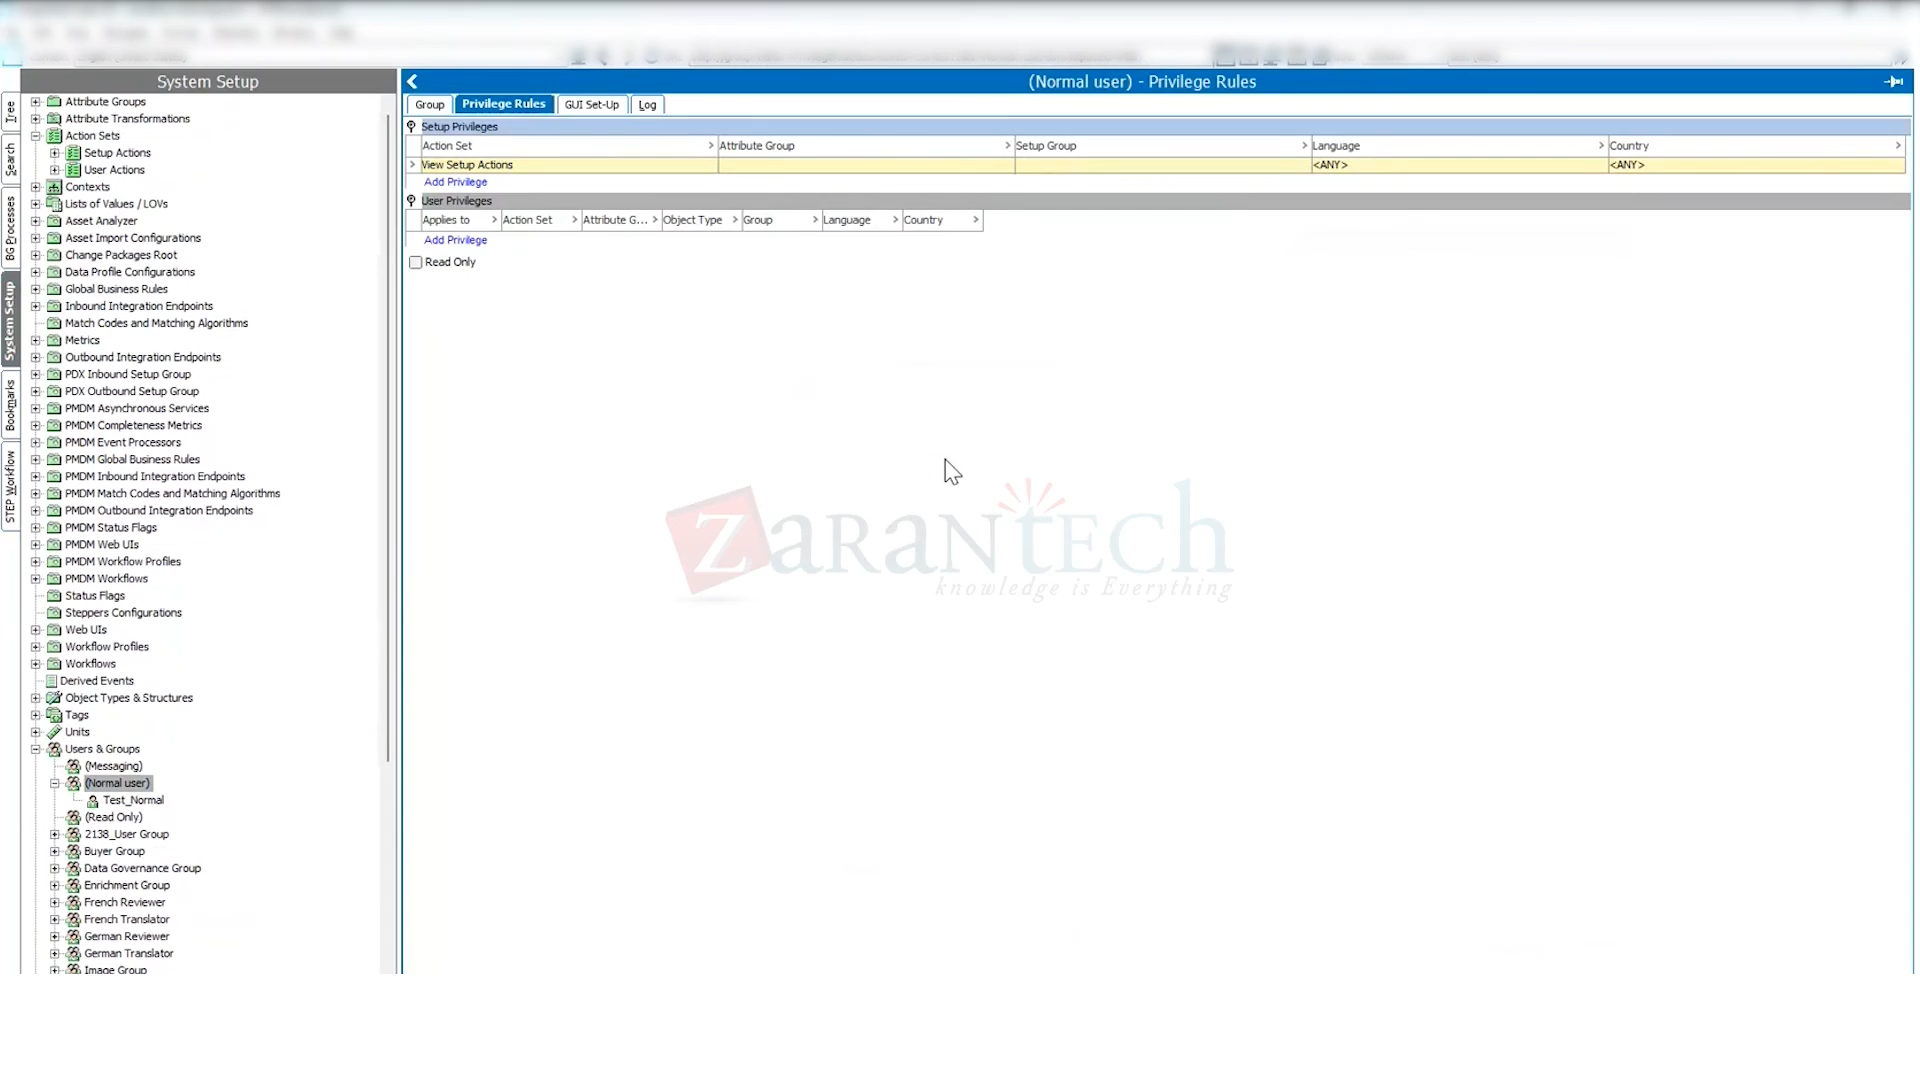 System Setup
(Normal user) - Privilege Rules
Tree
Search
BG Processes
System Setup
Bookmarks
STEP Workflow
Attribute Groups
Attribute Transformations
Action Sets
Setup Actions
User Actions
Contexts
Lists of Values / LOVs
Asset Analyzer
Asset Import Configurations
Change Packages Root
Data Profile Configurations
Global Business Rules
Inbound Integration Endpoints
Match Codes and Matching Algorithms
Metrics
Outbound Integration Endpoints
PDX Inbound Setup Group
PDX Outbound Setup Group
PMDM Asynchronous Services
PMDM Completeness Metrics
PMDM Event Processors
PMDM Global Business Rules
PMDM Inbound Integration Endpoints
PMDM Match Codes and Matching Algorithms
PMDM Outbound Integration Endpoints
PMDM Status Flags
PMDM Web UIs
PMDM Workflow Profiles
PMDM Workflows
Status Flags
Steppers Configurations
Web UIs
Workflow Profiles
Workflows
Derived Events
Object Types & Structures
Tags
Units
Users & Groups
(Messaging)
(Normal user)
Test_Normal
(Read Only)
2138_User Group
Buyer Group
Data Governance Group
Enrichment Group
French Reviewer
French Translator
German Reviewer
German Translator
Image Group
Group Privilege Rules GUI Set-Up Log
Setup Privileges
Action Set > Attribute Group > Setup Group > Language > Country >
> View Setup Actions <ANY> <ANY>
Add Privilege
User Privileges
Applies to > Action Set > Attribute G... > Object Type > Group > Language > Country >
Add Privilege
Read Only
ZaranTech
knowledge is Everything